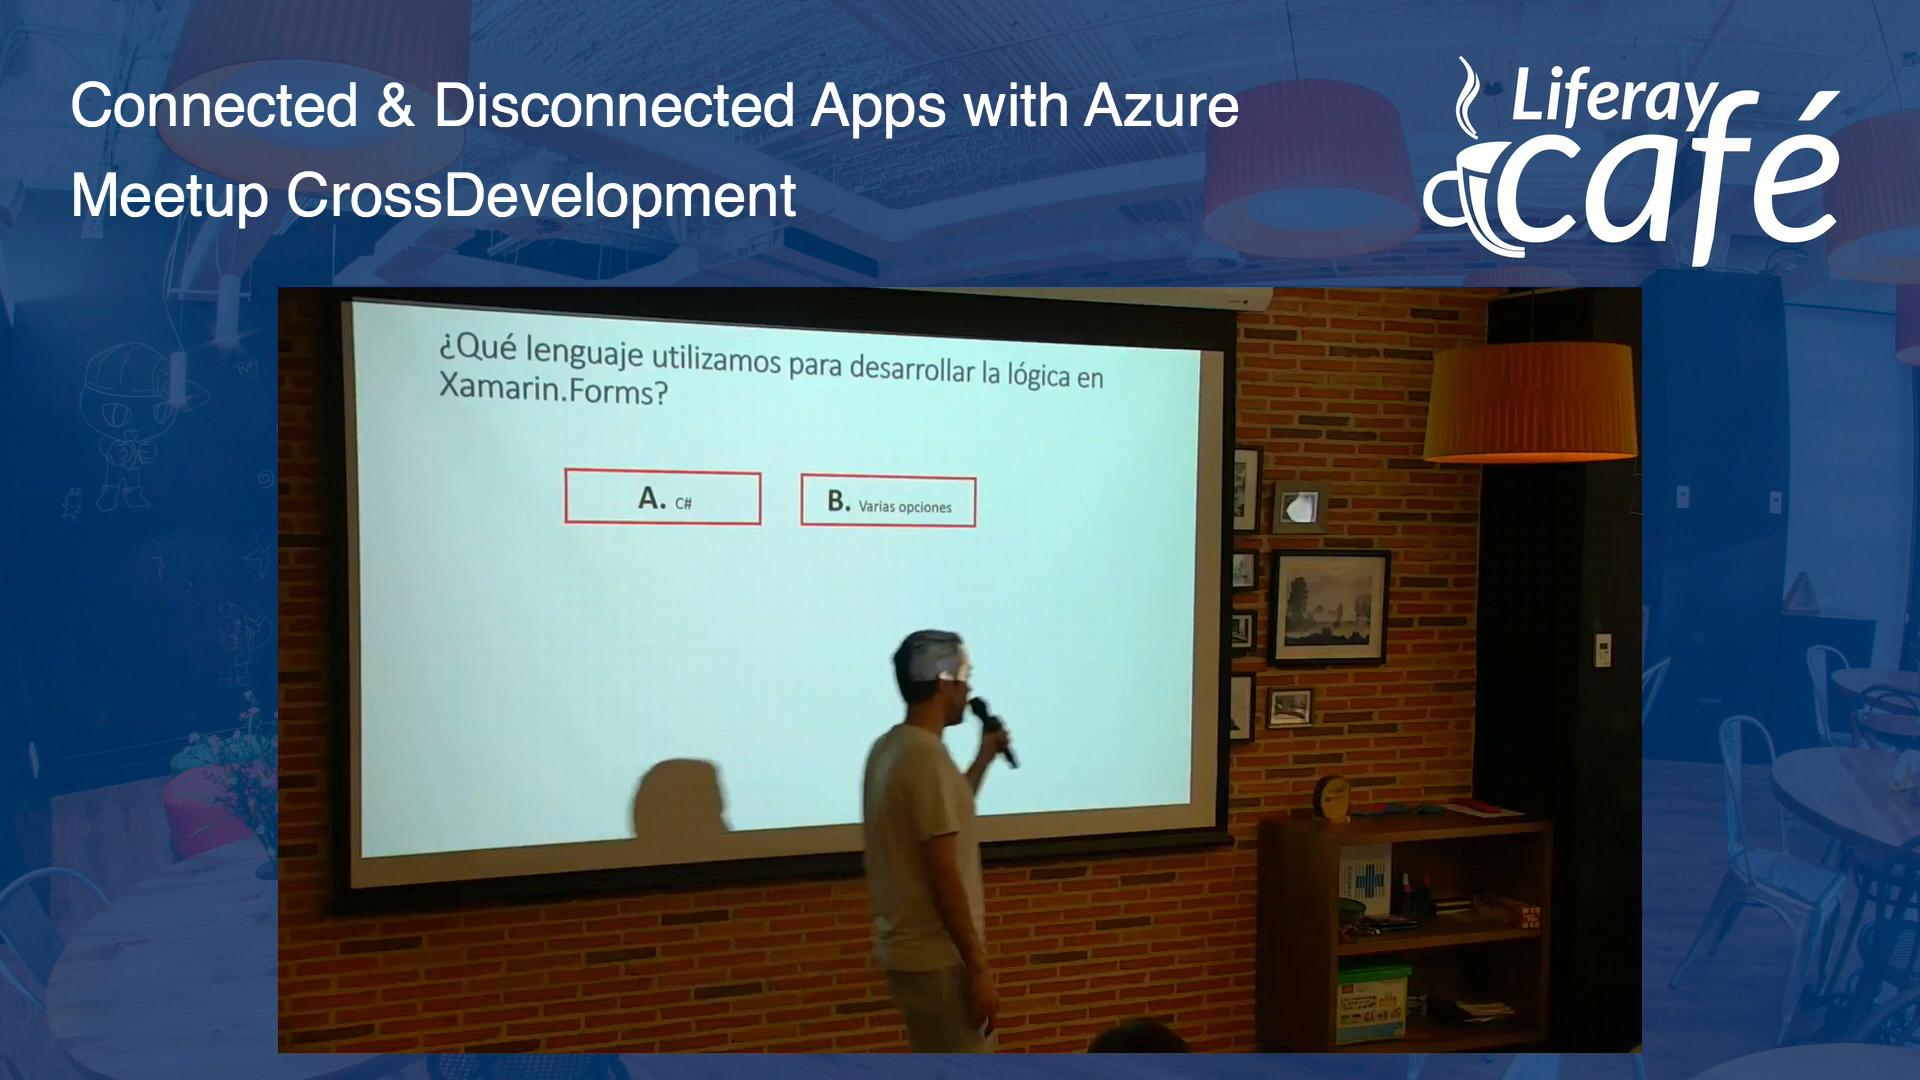 Connected & Disconnected Apps with Azure
Meetup CrossDevelopment
Liferay
café
¿Qué lenguaje utilizamos para desarrollar la lógica en
Xamarin.Forms?
A. C#
B. Varias opciones